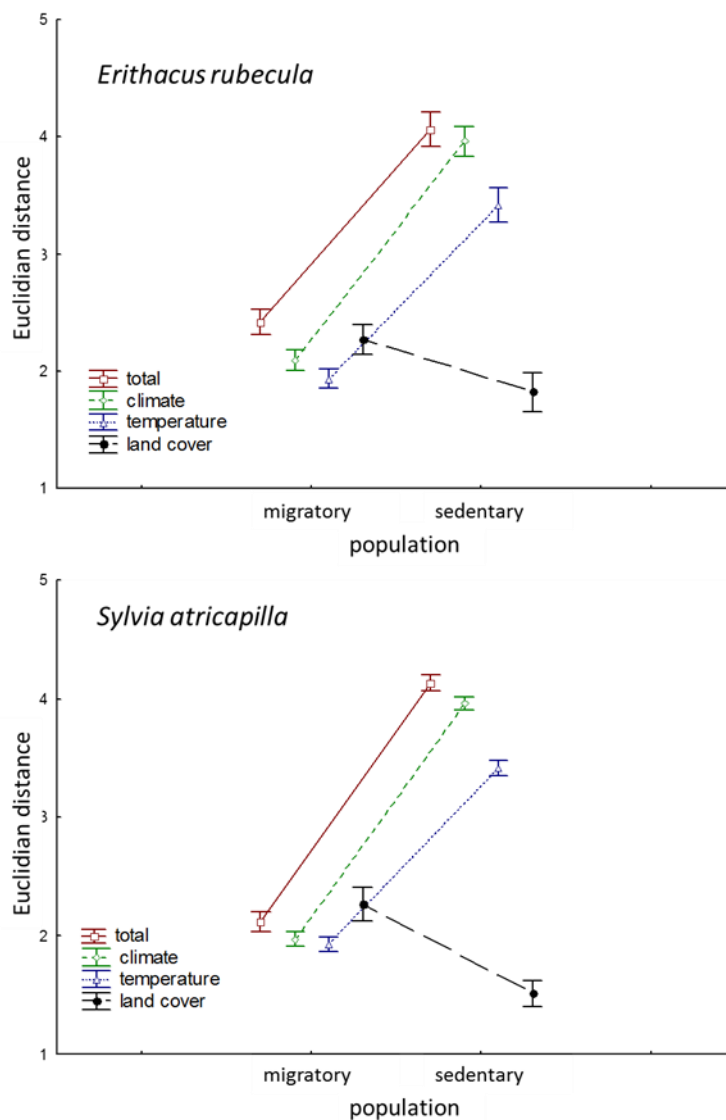 5
Erithacus rubecula
4
Euclidian distance
3
2
total
climate
temperature
land cover
1
migratory sedentary
population
5
Sylvia atricapilla
4
Euclidian distance
3
2
total
climate
temperature
land cover
1
migratory sedentary
population